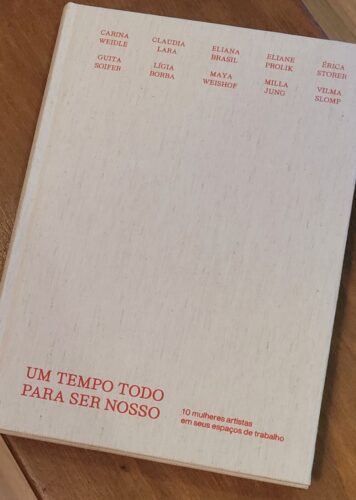 CARINA WEIDLE
CLAUDIA LARA
ELIANA BRASIL
ELIANE PROLIK
ÉRICA STORER
GUITA SOIFER
LÍGIA BORBA
MAYA WEISHOF
MILLA JUNG
VILMA SLOMP
UM TEMPO TODO
PARA SER NOSSO
10 mulheres artistas
em seus espaços de trabalho